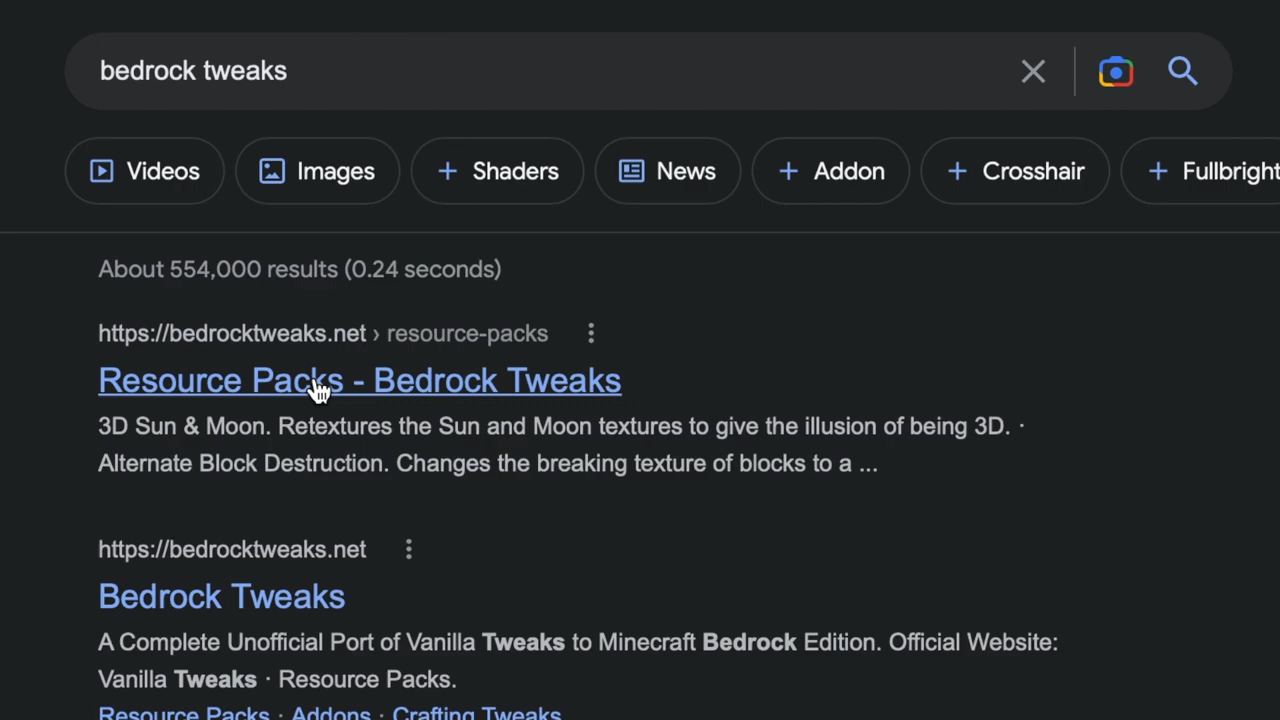 bedrock tweaks
Videos
Images
Shaders
News
Addon
Crosshair
Fullbright
About 554,000 results (0.24 seconds)
https://bedrocktweaks.net › resource-packs
Resource Packs - Bedrock Tweaks
3D Sun & Moon. Retextures the Sun and Moon textures to give the illusion of being 3D. ·
Alternate Block Destruction. Changes the breaking texture of blocks to a ...
https://bedrocktweaks.net
Bedrock Tweaks
A Complete Unofficial Port of Vanilla Tweaks to Minecraft Bedrock Edition. Official Website:
Vanilla Tweaks · Resource Packs.
Resource Packs · Addons · Crafting Tweaks